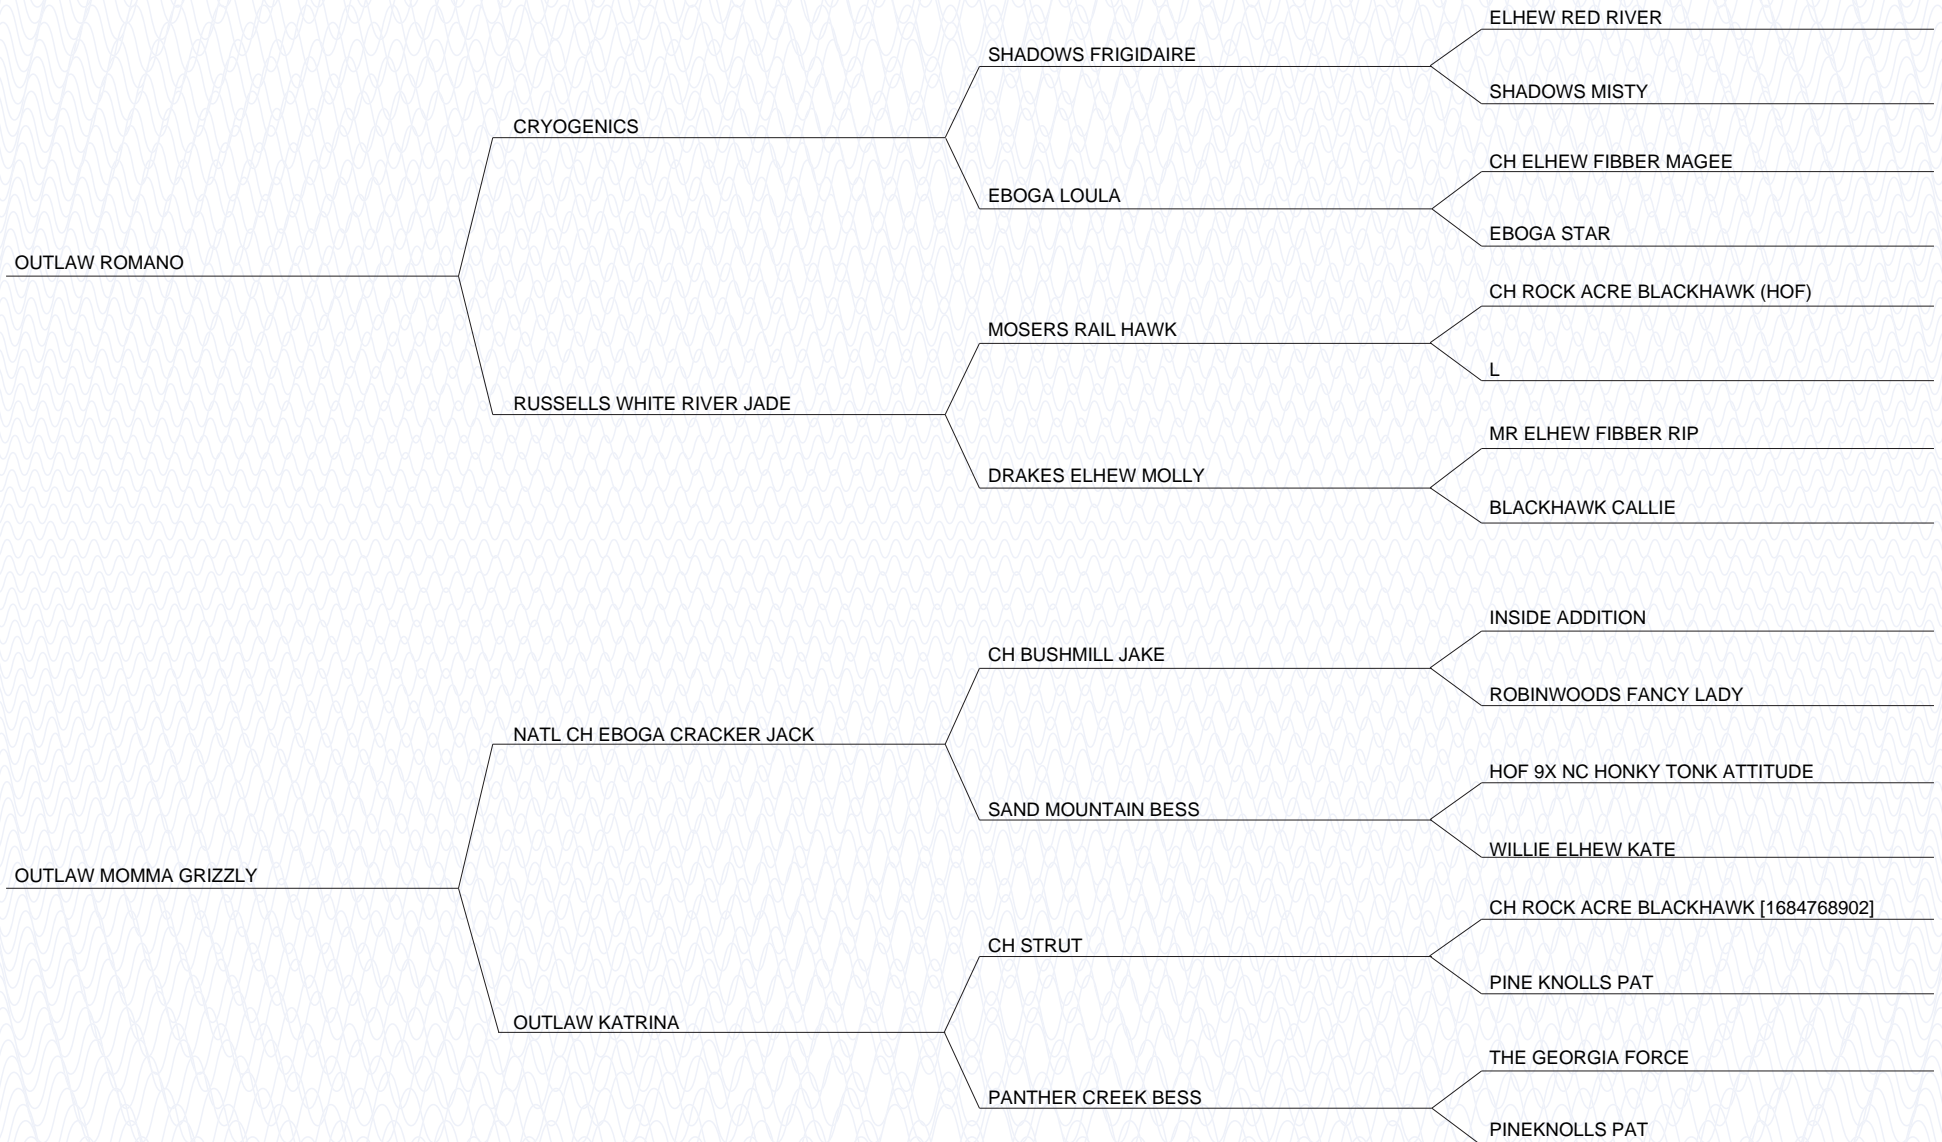 ELHEW RED RIVER
SHADOWS FRIGIDAIRE
SHADOWS MISTY
CRYOGENICS
CH ELHEW FIBBER MAGEE
EBOGA LOULA
EBOGA STAR
OUTLAW ROMANO
CH ROCK ACRE BLACKHAWK (HOF)
MOSERS RAIL HAWK
L
RUSSELLS WHITE RIVER JADE
MR ELHEW FIBBER RIP
DRAKES ELHEW MOLLY
BLACKHAWK CALLIE
INSIDE ADDITION
CH BUSHMILL JAKE
ROBINWOODS FANCY LADY
NATL CH EBOGA CRACKER JACK
HOF 9X NC HONKY TONK ATTITUDE
SAND MOUNTAIN BESS
WILLIE ELHEW KATE
OUTLAW MOMMA GRIZZLY
CH ROCK ACRE BLACKHAWK [1684768902]
CH STRUT
PINE KNOLLS PAT
OUTLAW KATRINA
THE GEORGIA FORCE
PANTHER CREEK BESS
PINEKNOLLS PAT